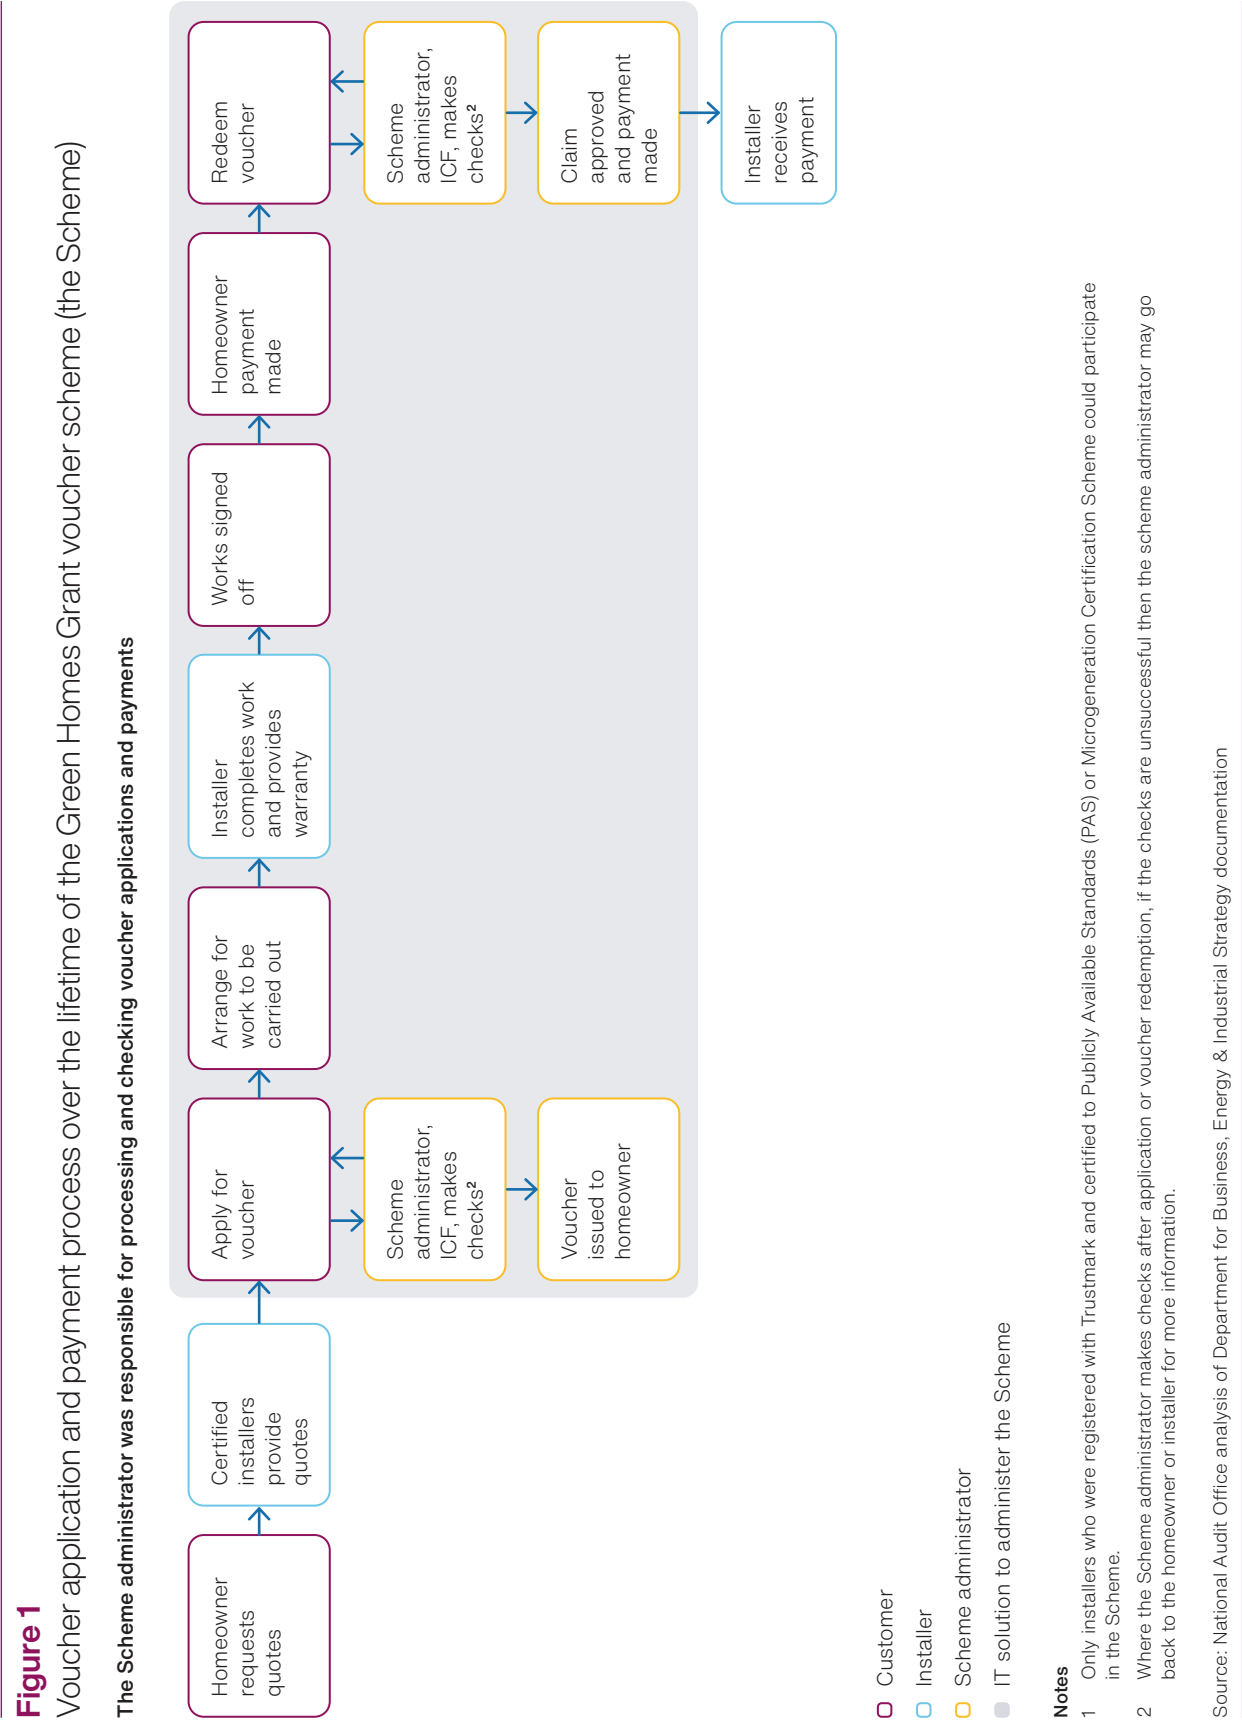 Figure 1
Voucher application and payment process over the lifetime of the Green Homes Grant voucher scheme (the Scheme)
The Scheme administrator was responsible for processing and checking voucher applications and payments
Homeowner
requests
quotes
Certified
installers
provide
quotes
Apply for
voucher
Scheme
administrator,
ICF, makes
checks²
Voucher
issued to
homeowner
Arrange for
work to be
carried out
Installer
completes work
and provides
warranty
Works signed
off
Homeowner
payment
made
Redeem
voucher
Scheme
administrator,
ICF, makes
checks²
Claim
approved
and payment
made
Installer
receives
payment
Customer
Installer
Scheme administrator
IT solution to administer the Scheme
Notes
1 Only installers who were registered with Trustmark and certified to Publicly Available Standards (PAS) or Microgeneration Certification Scheme could participate
in the Scheme.
2 Where the Scheme administrator makes checks after application or voucher redemption, if the checks are unsuccessful then the scheme administrator may go
back to the homeowner or installer for more information.
Source: National Audit Office analysis of Department for Business, Energy & Industrial Strategy documentation